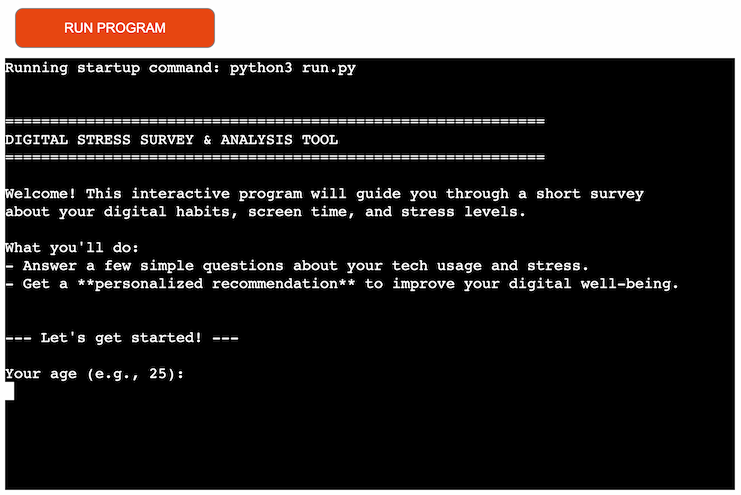 RUN PROGRAM
Running startup command: python3 run.py
============================================================
DIGITAL STRESS SURVEY & ANALYSIS TOOL
============================================================
Welcome! This interactive program will guide you through a short survey
about your digital habits, screen time, and stress levels.
What you'll do:
- Answer a few simple questions about your tech usage and stress.
- Get a **personalized recommendation** to improve your digital well-being.
--- Let's get started! ---
Your age (e.g., 25):